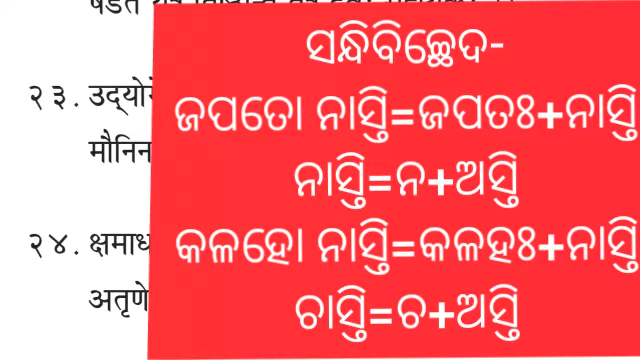 ସନ୍ଧିବିଚ୍ଛେଦ-
२३. उद्योगे
ଜପତୋ ନାସ୍ତି=ଜପତଃ+ନାସ୍ତି
मौनिन
ନାସ୍ତି=ନ+ଅସ୍ତି
२४. क्षमाध
କଳହୋ ନାସ୍ତି=କଳହଃ+ନାସ୍ତି
अतृणे
ଚାସ୍ତି=ଚ+ଅସ୍ତି